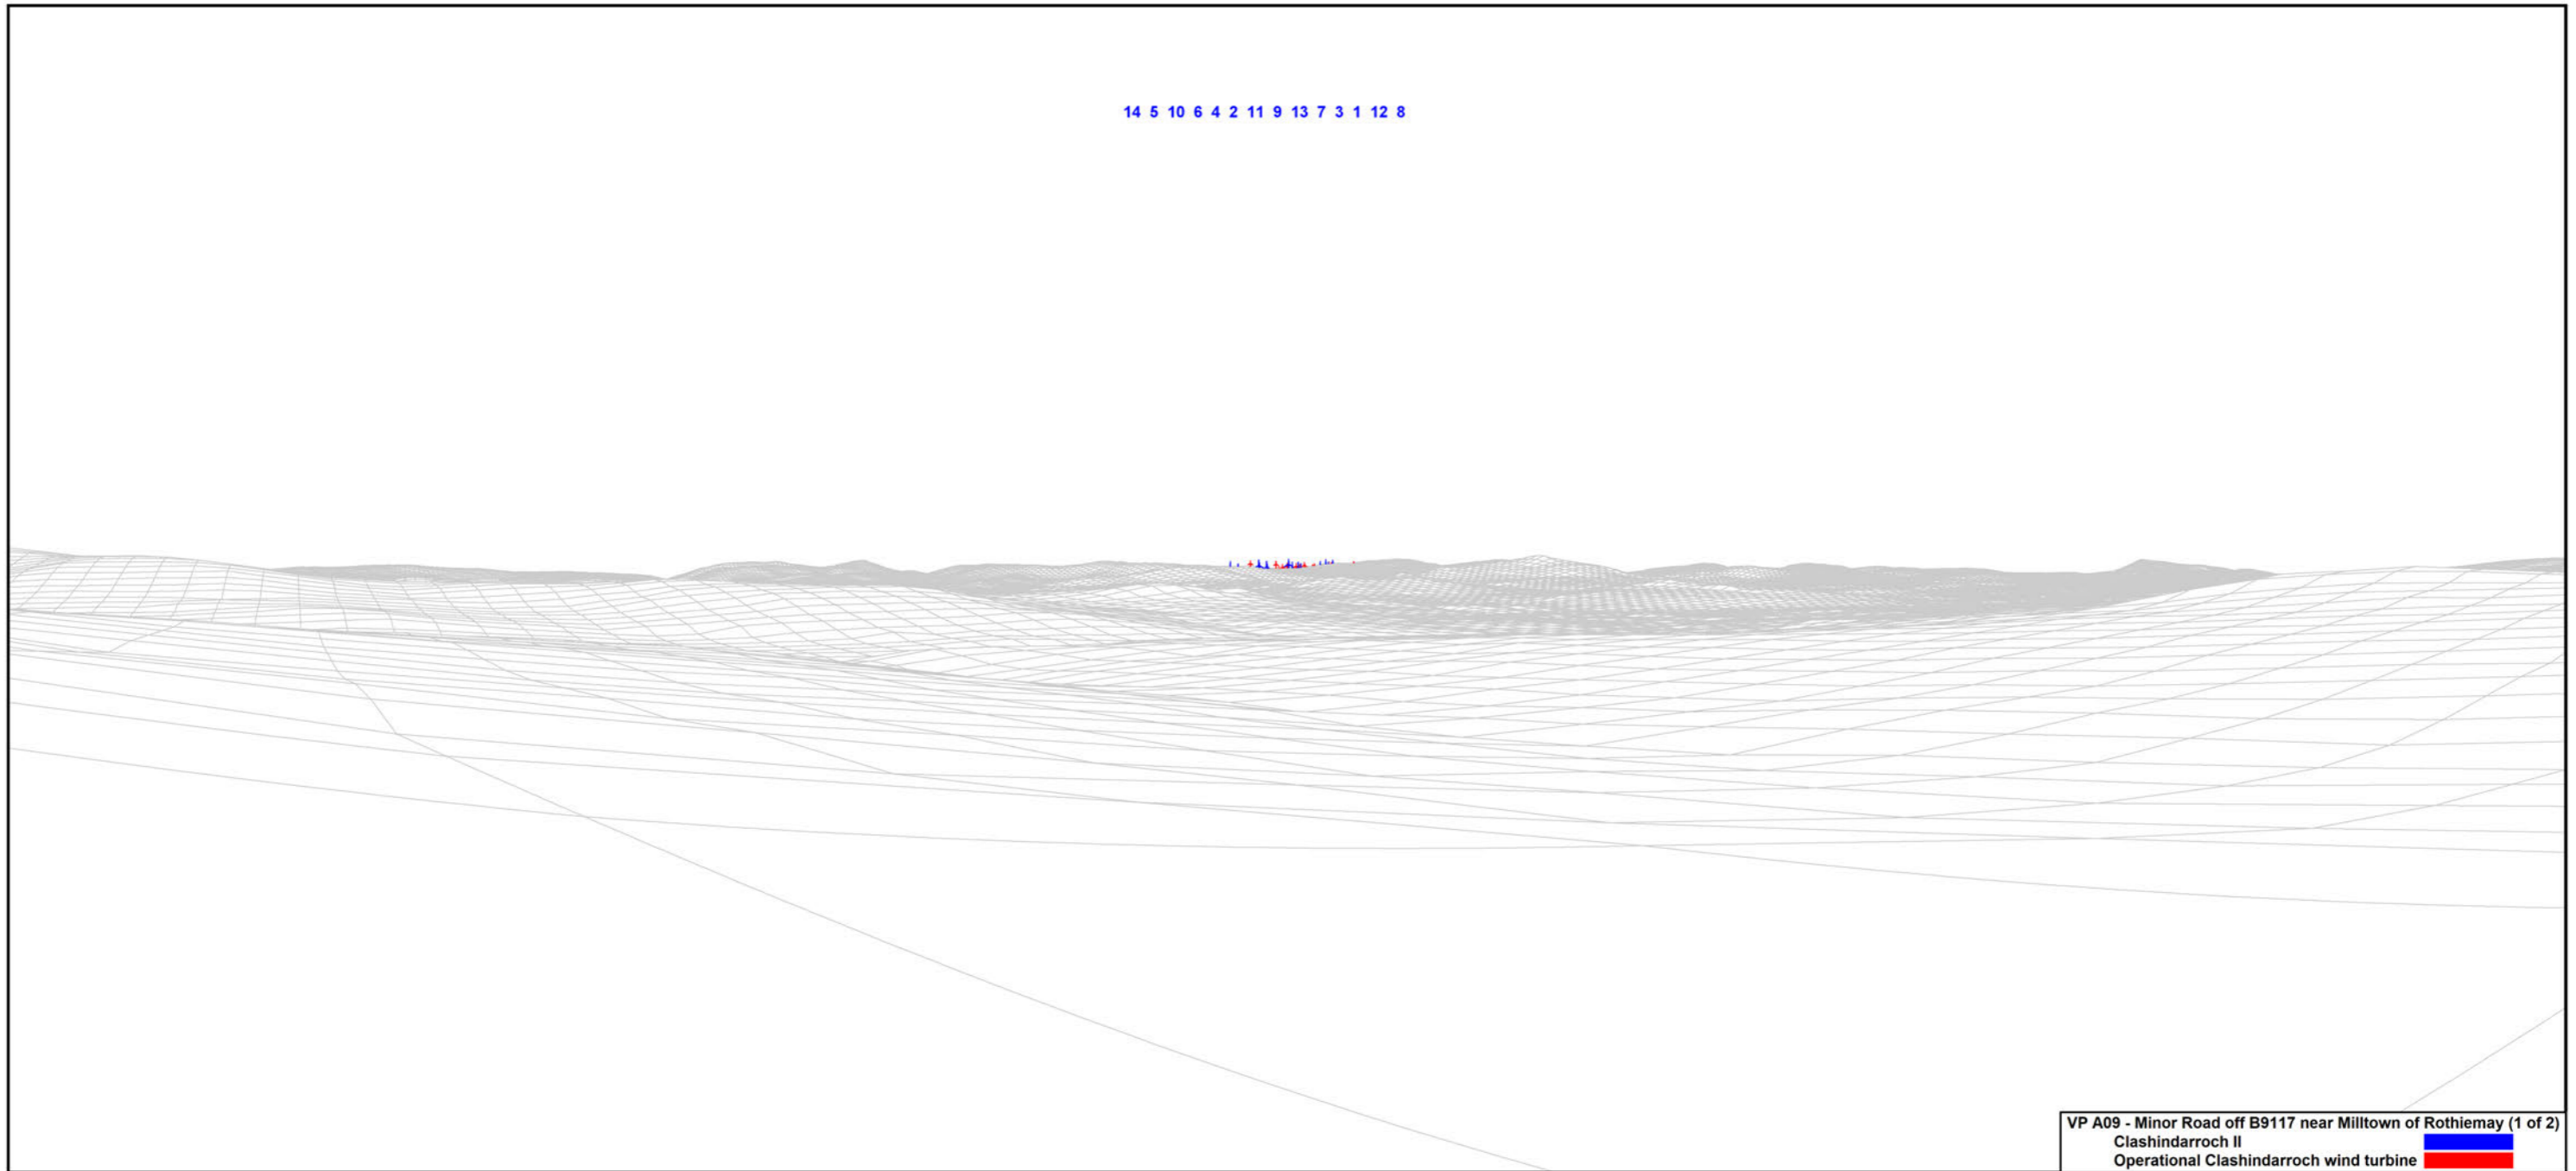 14 5 10 6 4 2 11 9 13 7 3 1 12 8
VP A09 - Minor Road off B9117 near Milltown of Rothiemay (1 of 2)
Clashindarroch II
Operational Clashindarroch wind turbine